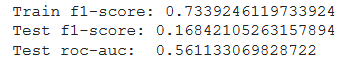 Train f1-score: 0.7339246119733924
Test f1-score: 0.16842105263157894
Test roc-auc:  0.561133069828722